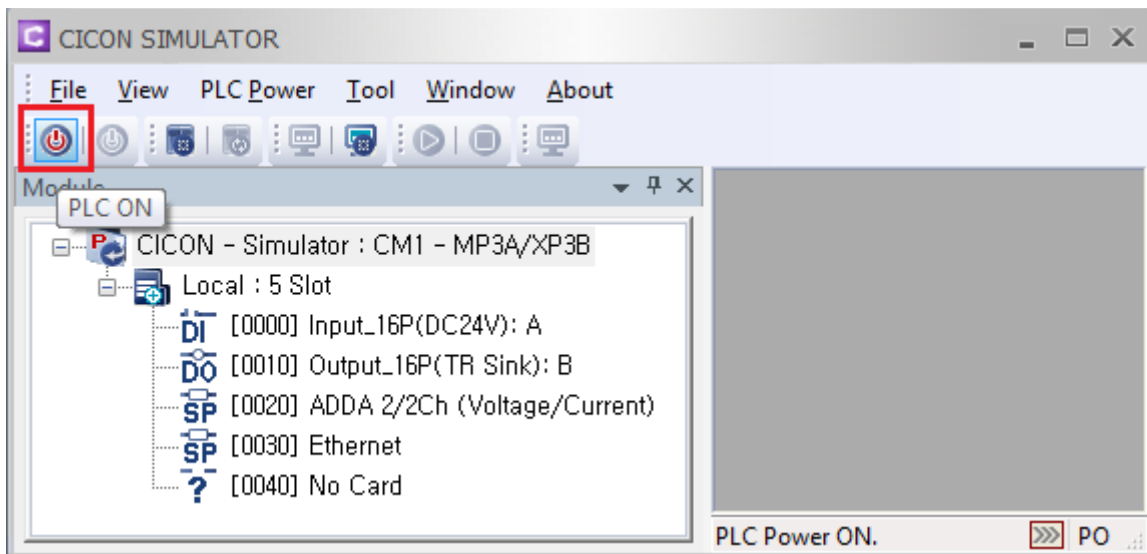 CICON SIMULATOR
File View PLC Power Tool Window About
Module
PLC ON
CICON - Simulator : CM1 - MP3A/XP3B
Local : 5 Slot
DI [0000] Input_16P(DC24V): A
DO [0010] Output_16P(TR Sink): B
SP [0020] ADDA 2/2Ch (Voltage/Current)
SP [0030] Ethernet
? [0040] No Card
PLC Power ON. PO